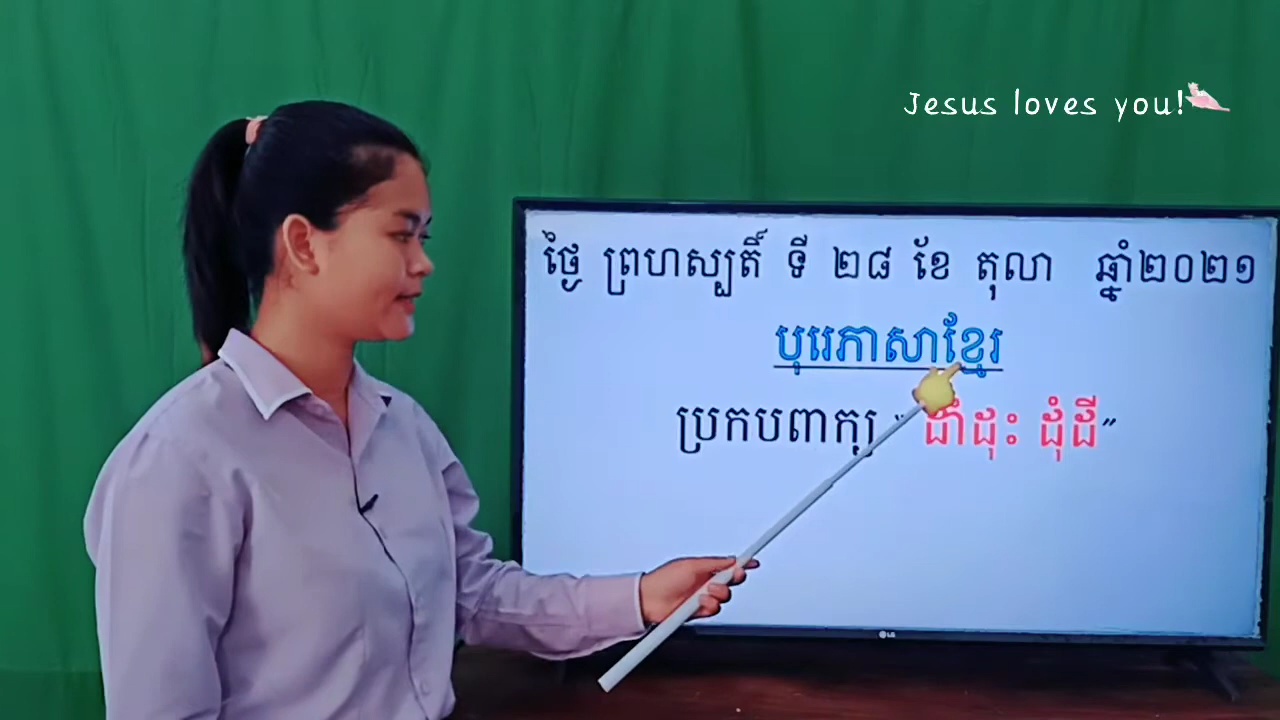 Jesus loves you!
ថ្ងៃ ព្រហស្បតិ៍ ទី ២៨ ខែ តុលា ឆ្នាំ២០២១
បុរេភាសាខ្មែរ
ប្រកបពាក្យ “ ដាំដុះ ដុំដី”
LG